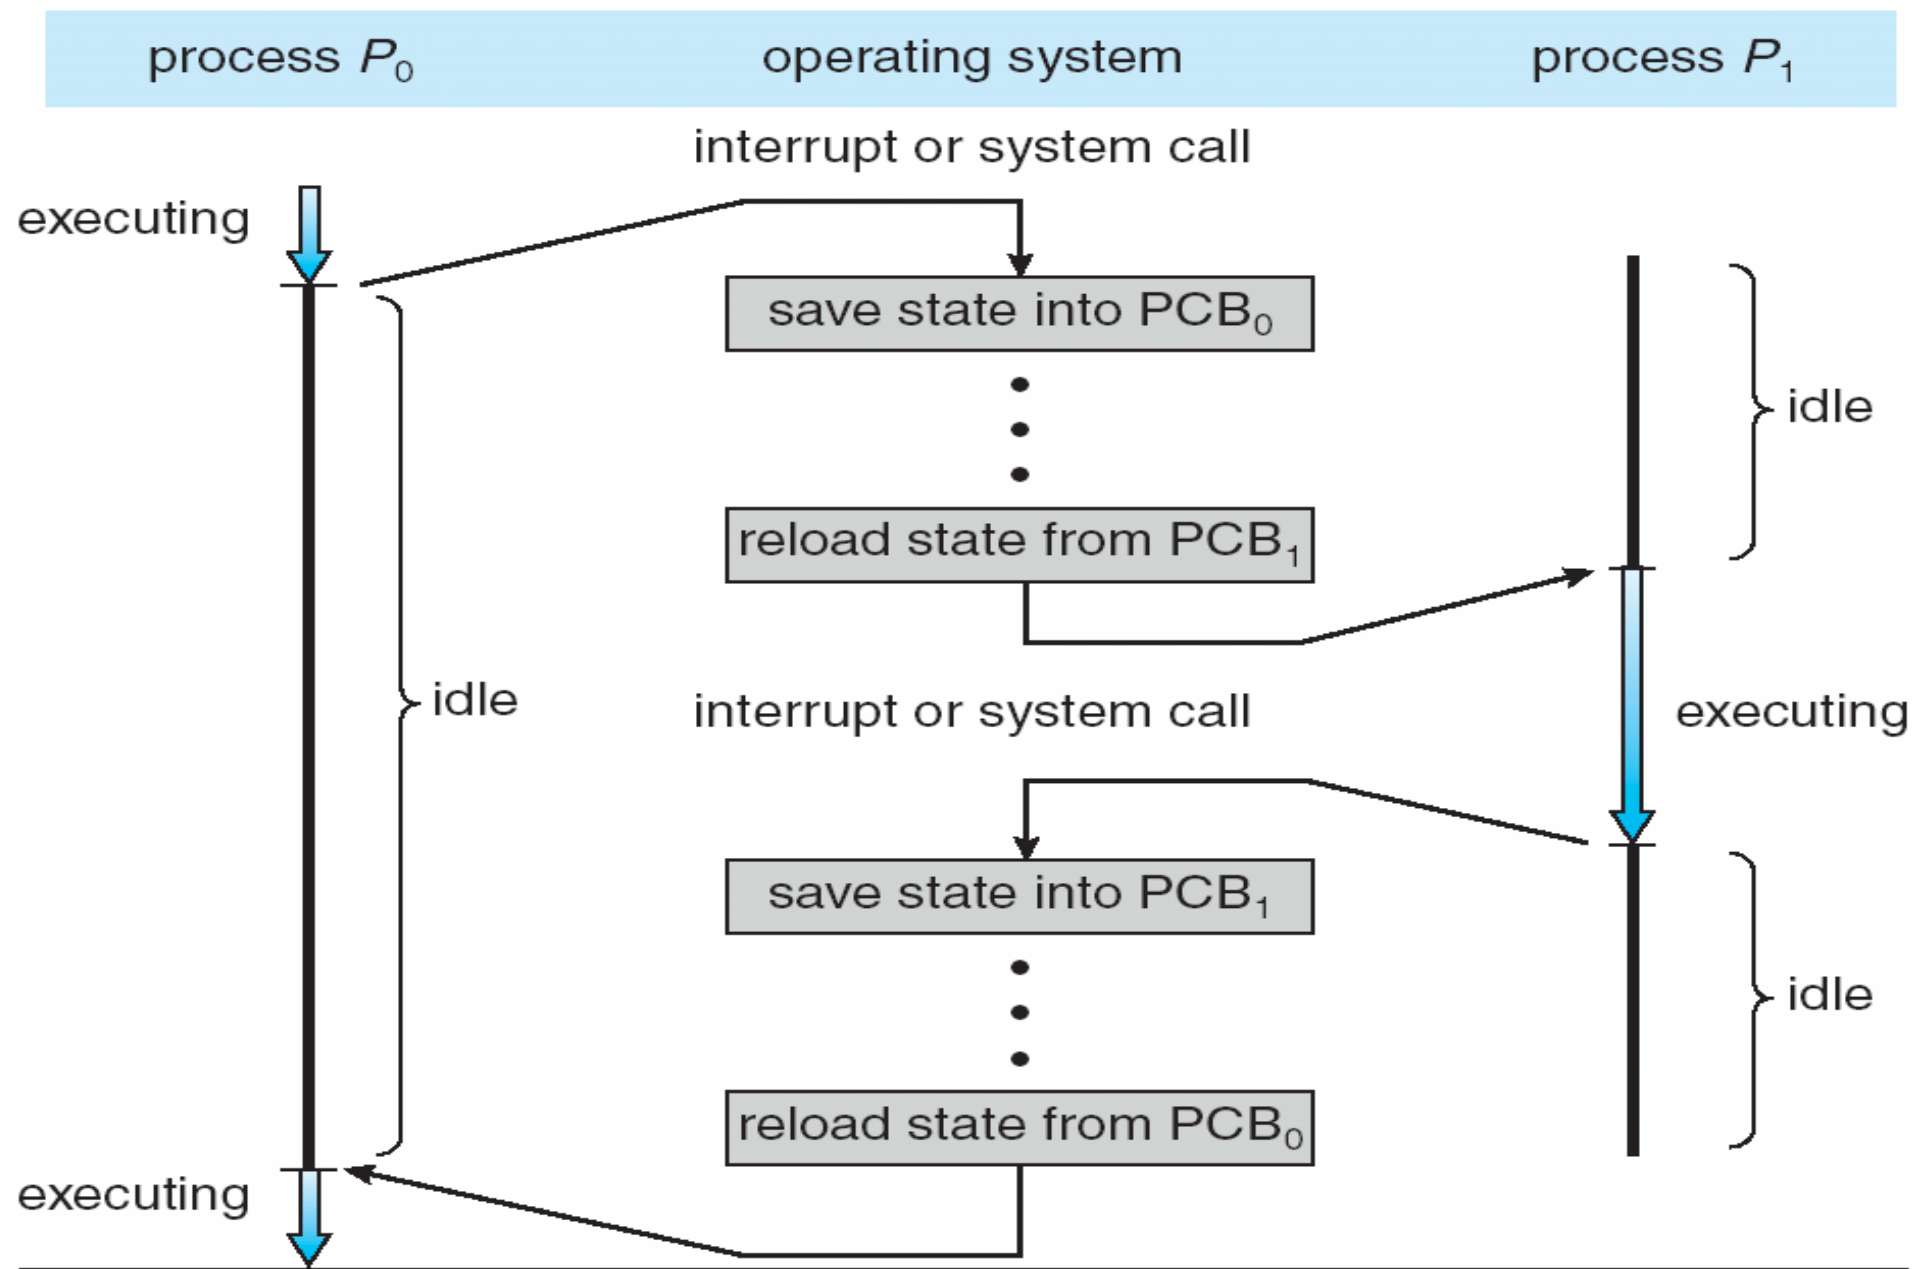 process P₀ operating system process P₁
interrupt or system call
executing
save state into PCB₀
idle
reload state from PCB₁
idle
interrupt or system call
executing
save state into PCB₁
idle
reload state from PCB₀
executing